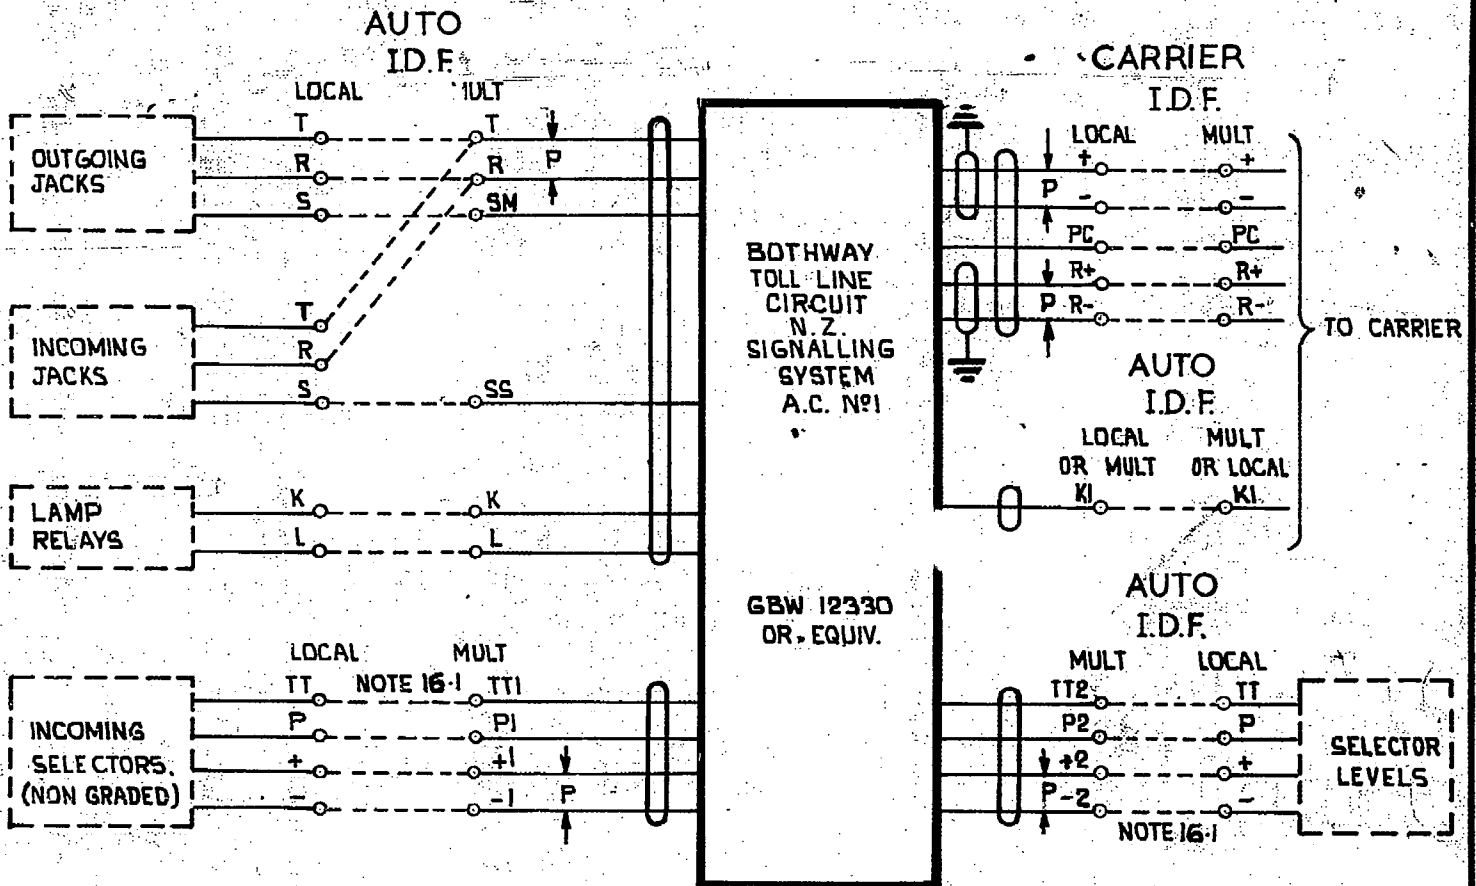 AUTO
I.D.F.
LOCAL
T
T
R
R
P
S
SM
OUTGOING
JACKS
T
R
S
SS
INCOMING
JACKS
K
K
L
L
LAMP
RELAYS
LOCAL
MULT
TT
NOTE 16.1
TT1
P
P1
+
+1
-
-1
P
INCOMING
SELECTORS.
(NON GRADED)
BOTHWAY
TOLL LINE
CIRCUIT
N.Z.
SIGNALLING
SYSTEM
A.C. Nº1
GBW 12330
OR EQUIV.
CARRIER
I.D.F.
LOCAL
MULT
+
+
P
-
-
PC
PC
R+
R+
P
R-
R-
TO CARRIER
AUTO
I.D.F.
LOCAL
OR MULT
MULT
OR LOCAL
K1
K1
AUTO
I.D.F.
MULT
LOCAL
TT2
TT
P2
P
+2
+
P
-2
-
NOTE 16.1
SELECTOR
LEVELS